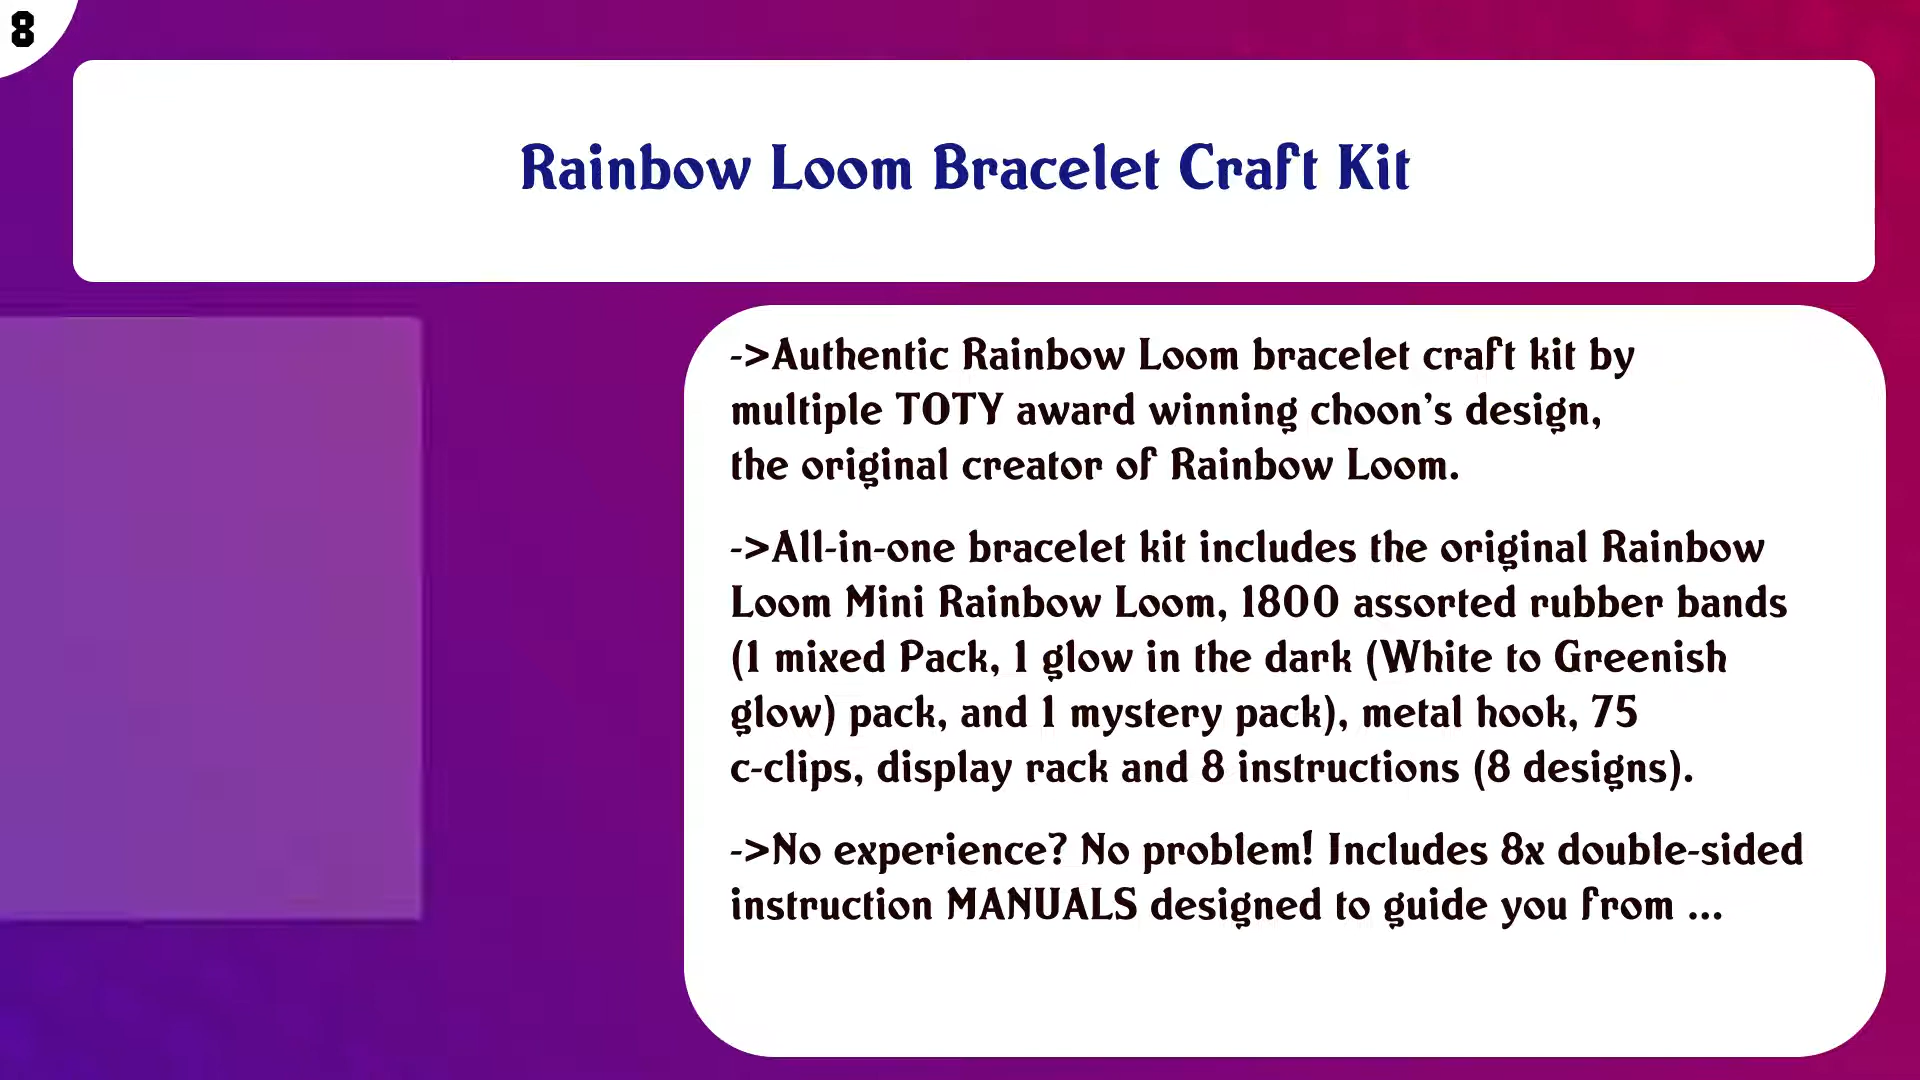 8
Rainbow Loom Bracelet Craft Kit
->Authentic Rainbow Loom bracelet craft kit by
multiple TOTY award winning choon's design,
the original creator of Rainbow Loom.
->All-in-one bracelet kit includes the original Rainbow
Loom Mini Rainbow Loom, 1800 assorted rubber bands
(1 mixed Pack, 1 glow in the dark (White to Greenish
glow) pack, and 1 mystery pack), metal hook, 75
c-clips, display rack and 8 instructions (8 designs).
->No experience? No problem! Includes 8x double-sided
instruction MANUALS designed to guide you from ...